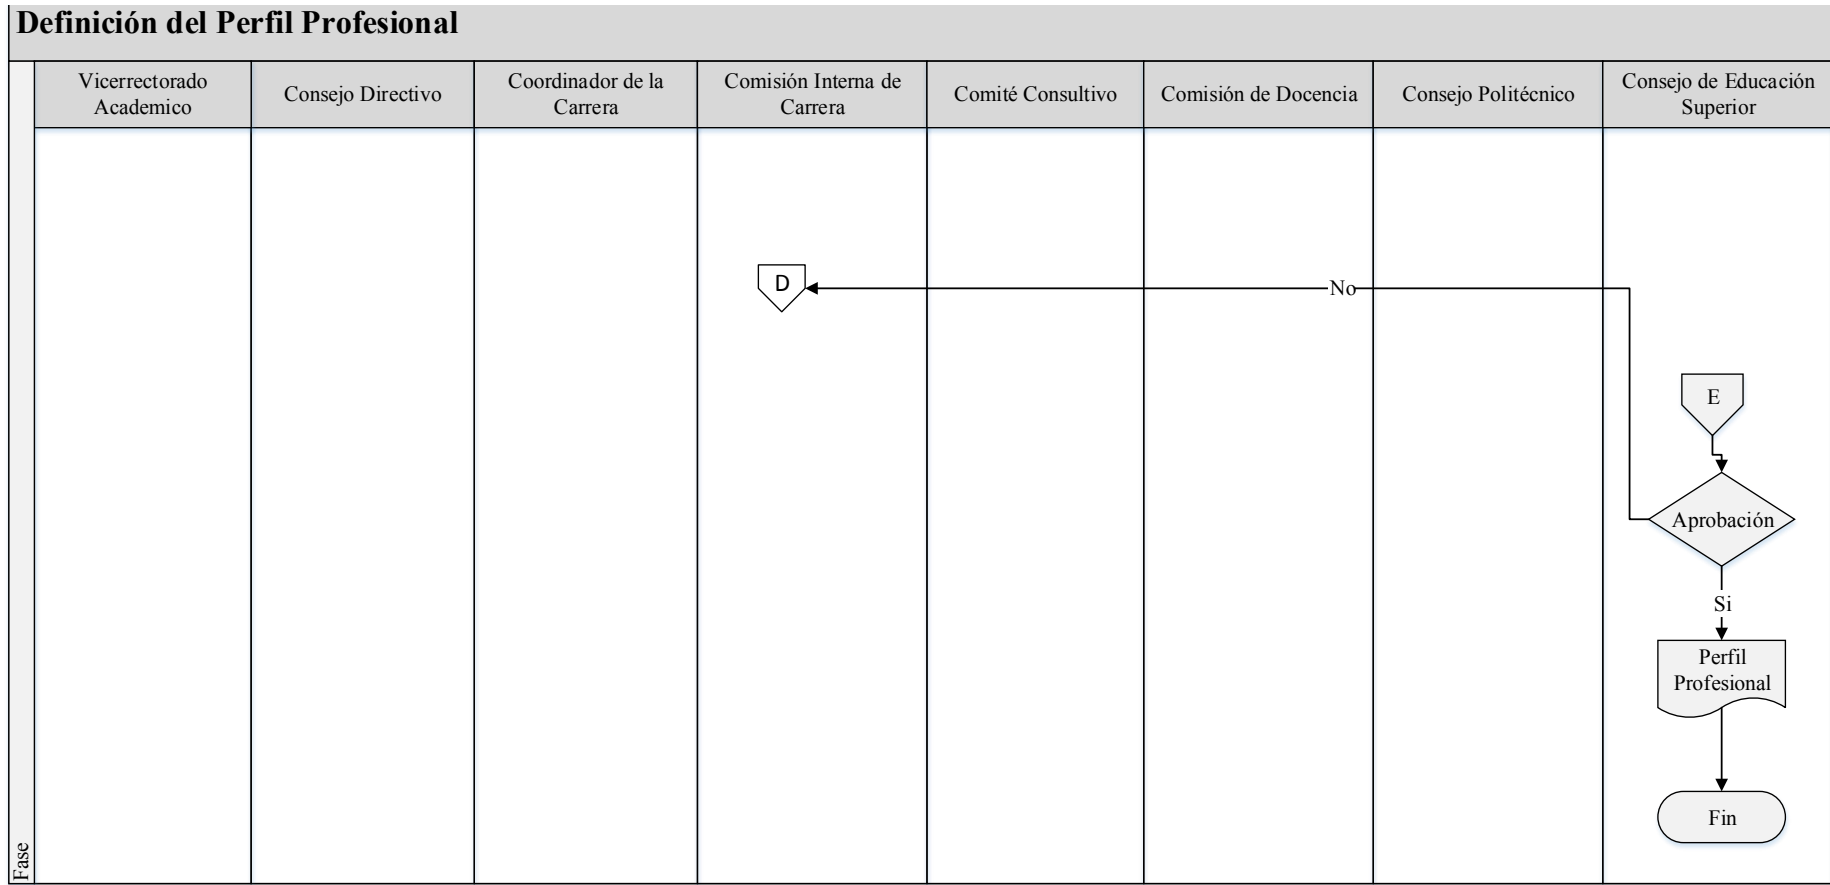 Definición del Perfil Profesional
Vicerrectorado
Academico
Consejo Directivo
Coordinador de la
Carrera
Comisión Interna de
Carrera
Comité Consultivo
Comisión de Docencia
Consejo Politécnico
Consejo de Educación
Superior
D
No
E
Aprobación
Si
Perfil
Profesional
Fin
Fase